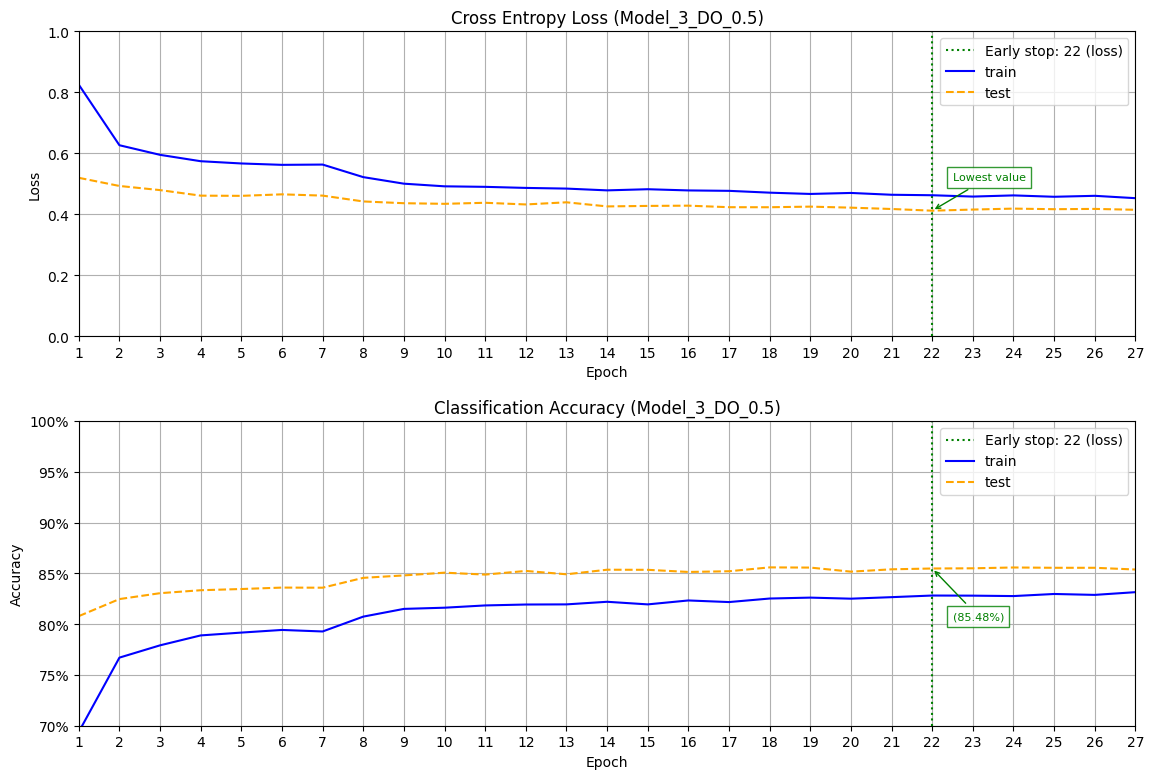 Cross Entropy Loss (Model_3_DO_0.5)
1.0
0.8
0.6
0.4
0.2
0.0
Loss
Early stop: 22 (loss)
train
test
Lowest value
1 2 3 4 5 6 7 8 9 10 11 12 13 14 15 16 17 18 19 20 21 22 23 24 25 26 27
Epoch
Classification Accuracy (Model_3_DO_0.5)
100%
95%
90%
85%
80%
75%
70%
Accuracy
Early stop: 22 (loss)
train
test
(85.48%)
1 2 3 4 5 6 7 8 9 10 11 12 13 14 15 16 17 18 19 20 21 22 23 24 25 26 27
Epoch